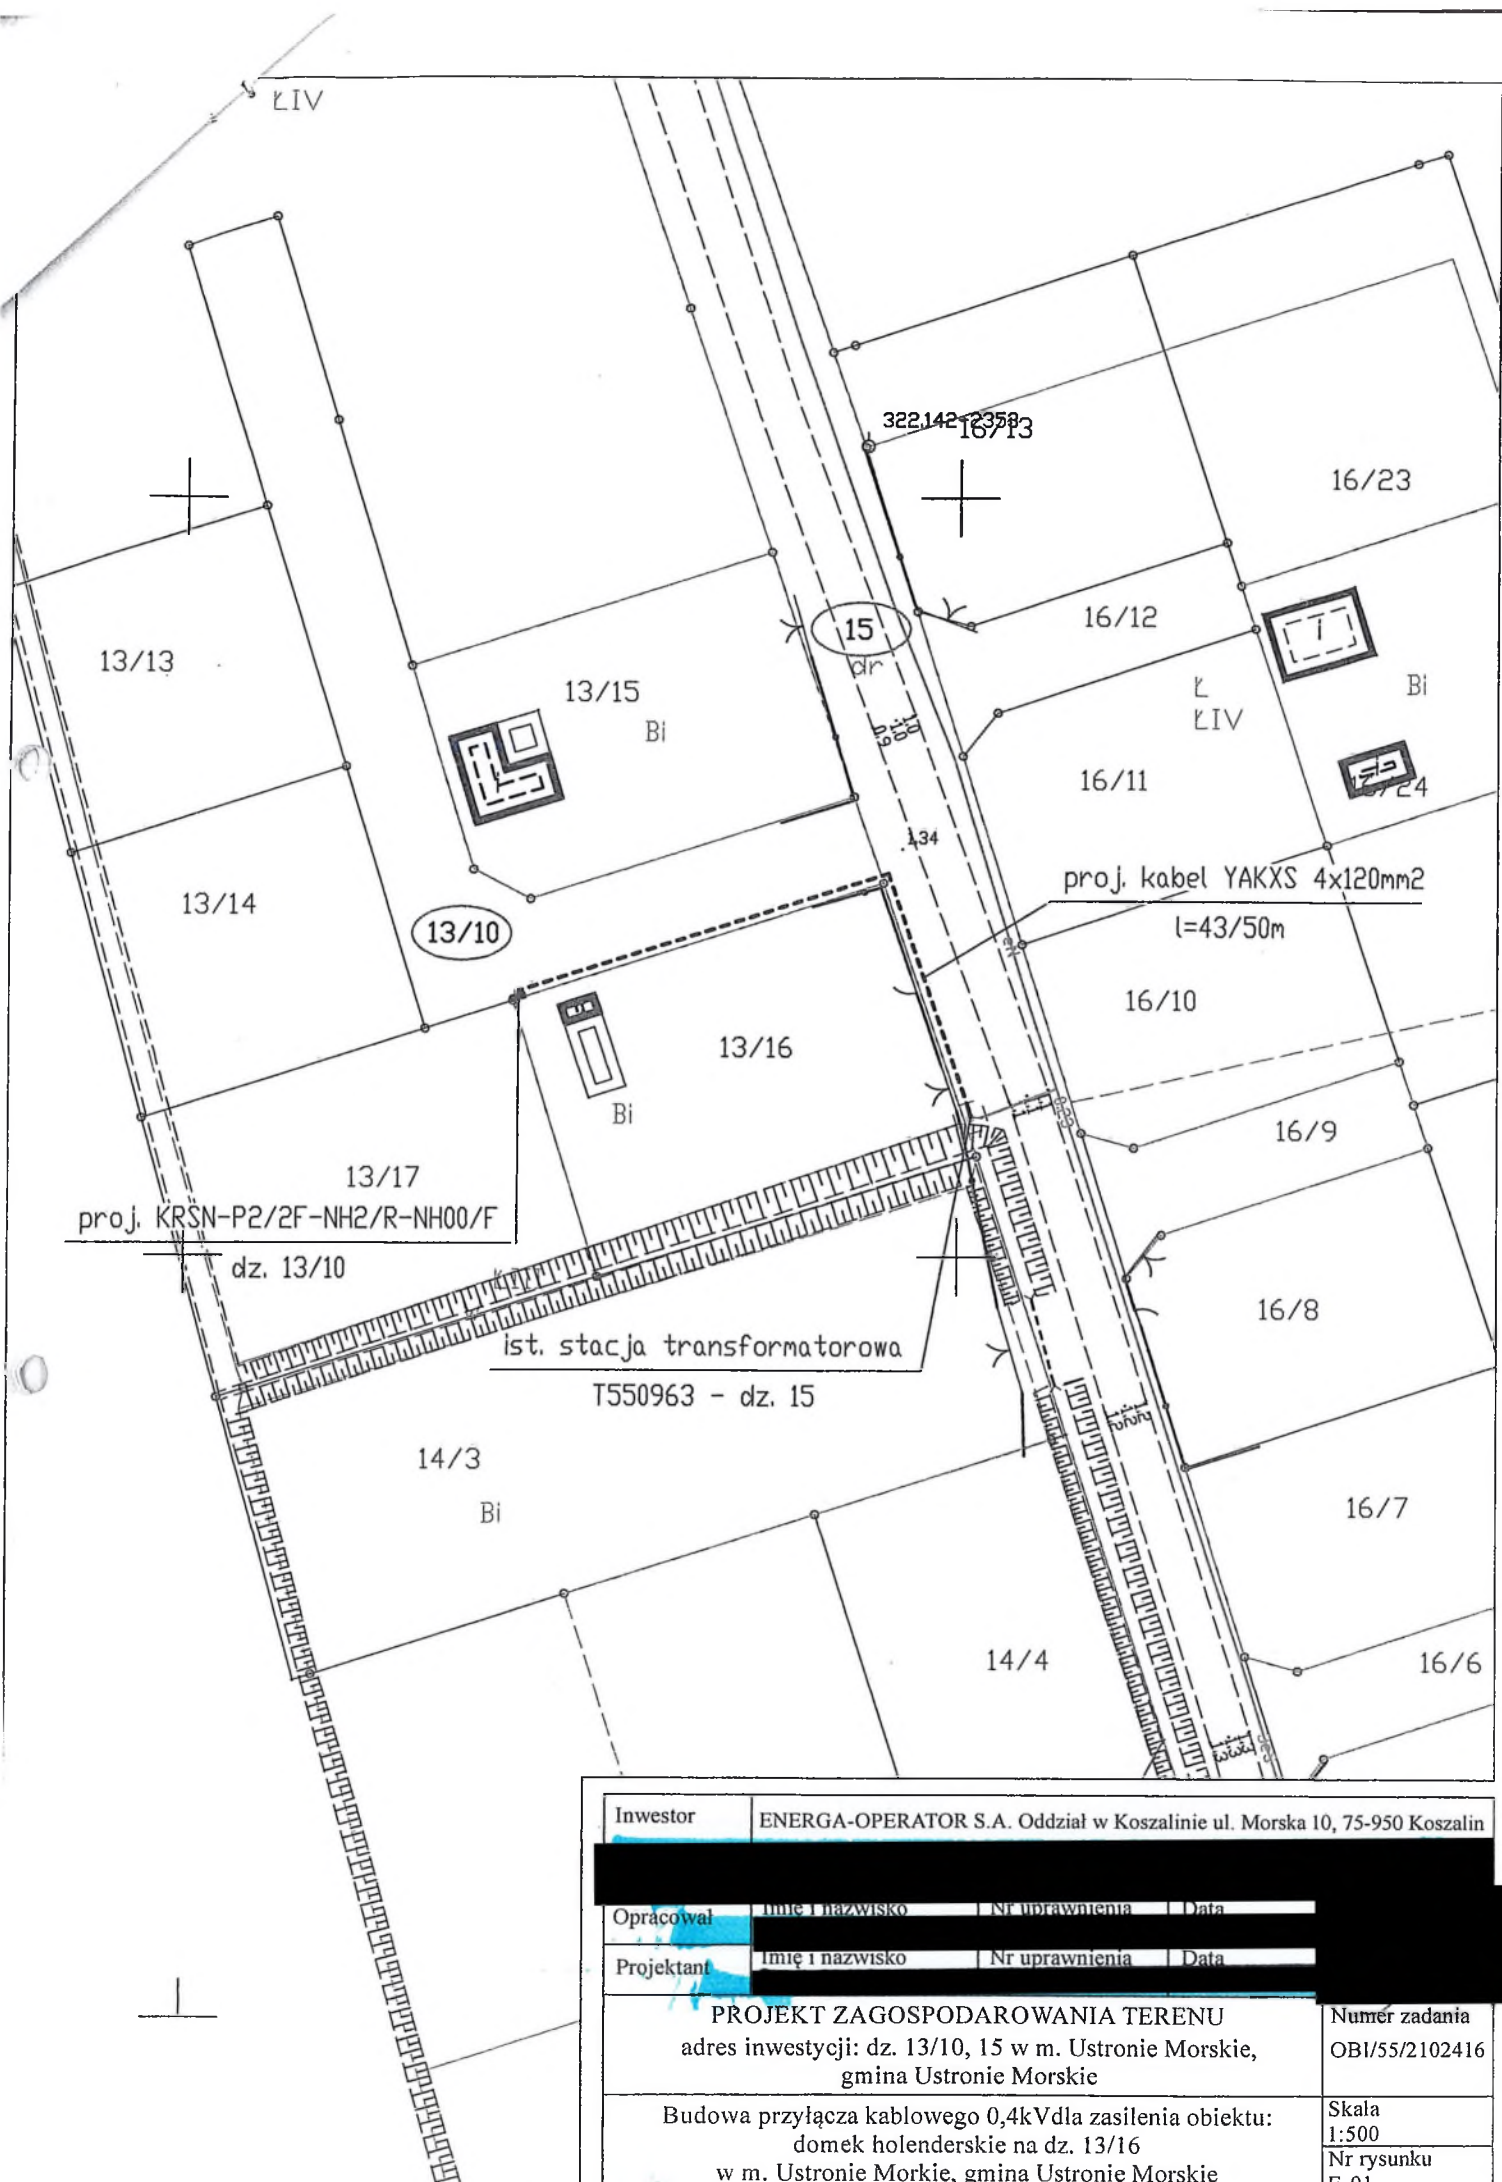 ŁIV
322.142-2358
16/13
16/23
16/12
15
dr
13/13
13/15
Bi
Ł
ŁIV
Bi
16/11
16/24
134
proj. kabel YAKXS 4x120mm2
l=43/50m
13/14
13/10
16/10
13/16
Bi
16/9
13/17
proj. KRSN-P2/2F-NH2/R-NH00/F
dz. 13/10
16/8
ist. stacja transformatorowa
T550963 - dz. 15
14/3
Bi
16/7
14/4
16/6
Inwestor
ENERGA-OPERATOR S.A. Oddział w Koszalinie ul. Morska 10, 75-950 Koszalin
Opracował
Imię i nazwisko
Nr uprawnienia
Data
Projektant
Imię i nazwisko
Nr uprawnienia
Data
PROJEKT ZAGOSPODAROWANIA TERENU
adres inwestycji: dz. 13/10, 15 w m. Ustronie Morskie,
gmina Ustronie Morskie
Numer zadania
OBI/55/2102416
Budowa przyłącza kablowego 0,4kVdla zasilenia obiektu:
domek holenderskie na dz. 13/16
w m. Ustronie Morkie, gmina Ustronie Morskie
Skala
1:500
Nr rysunku